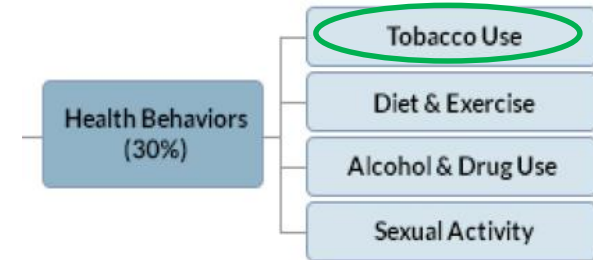 Health Behaviors
(30%)
Tobacco Use
Diet & Exercise
Alcohol & Drug Use
Sexual Activity